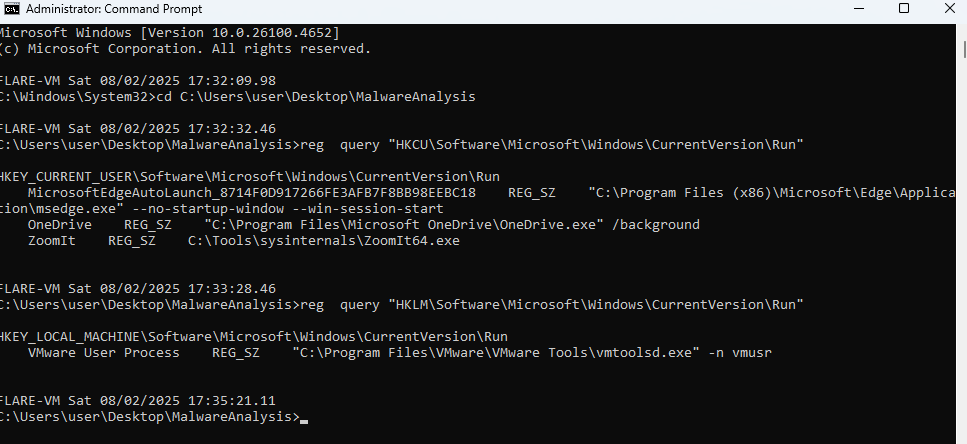 Administrator: Command Prompt
Microsoft Windows [Version 10.0.26100.4652]
(c) Microsoft Corporation. All rights reserved.
FLARE-VM Sat 08/02/2025 17:32:09.98
C:\Windows\System32>cd C:\Users\user\Desktop\MalwareAnalysis
FLARE-VM Sat 08/02/2025 17:32:32.46
C:\Users\user\Desktop\MalwareAnalysis>reg  query "HKCU\Software\Microsoft\Windows\CurrentVersion\Run"
HKEY_CURRENT_USER\Software\Microsoft\Windows\CurrentVersion\Run
    MicrosoftEdgeAutoLaunch_8714F0D917266FE3AFB7F8BB98EEBC18    REG_SZ    "C:\Program Files (x86)\Microsoft\Edge\Applica
tion\msedge.exe" --no-startup-window --win-session-start
    OneDrive    REG_SZ    "C:\Program Files\Microsoft OneDrive\OneDrive.exe" /background
    ZoomIt    REG_SZ    C:\Tools\sysinternals\ZoomIt64.exe
FLARE-VM Sat 08/02/2025 17:33:28.46
C:\Users\user\Desktop\MalwareAnalysis>reg  query "HKLM\Software\Microsoft\Windows\CurrentVersion\Run"
HKEY_LOCAL_MACHINE\Software\Microsoft\Windows\CurrentVersion\Run
    VMware User Process    REG_SZ    "C:\Program Files\VMware\VMware Tools\vmtoolsd.exe" -n vmusr
FLARE-VM Sat 08/02/2025 17:35:21.11
C:\Users\user\Desktop\MalwareAnalysis>